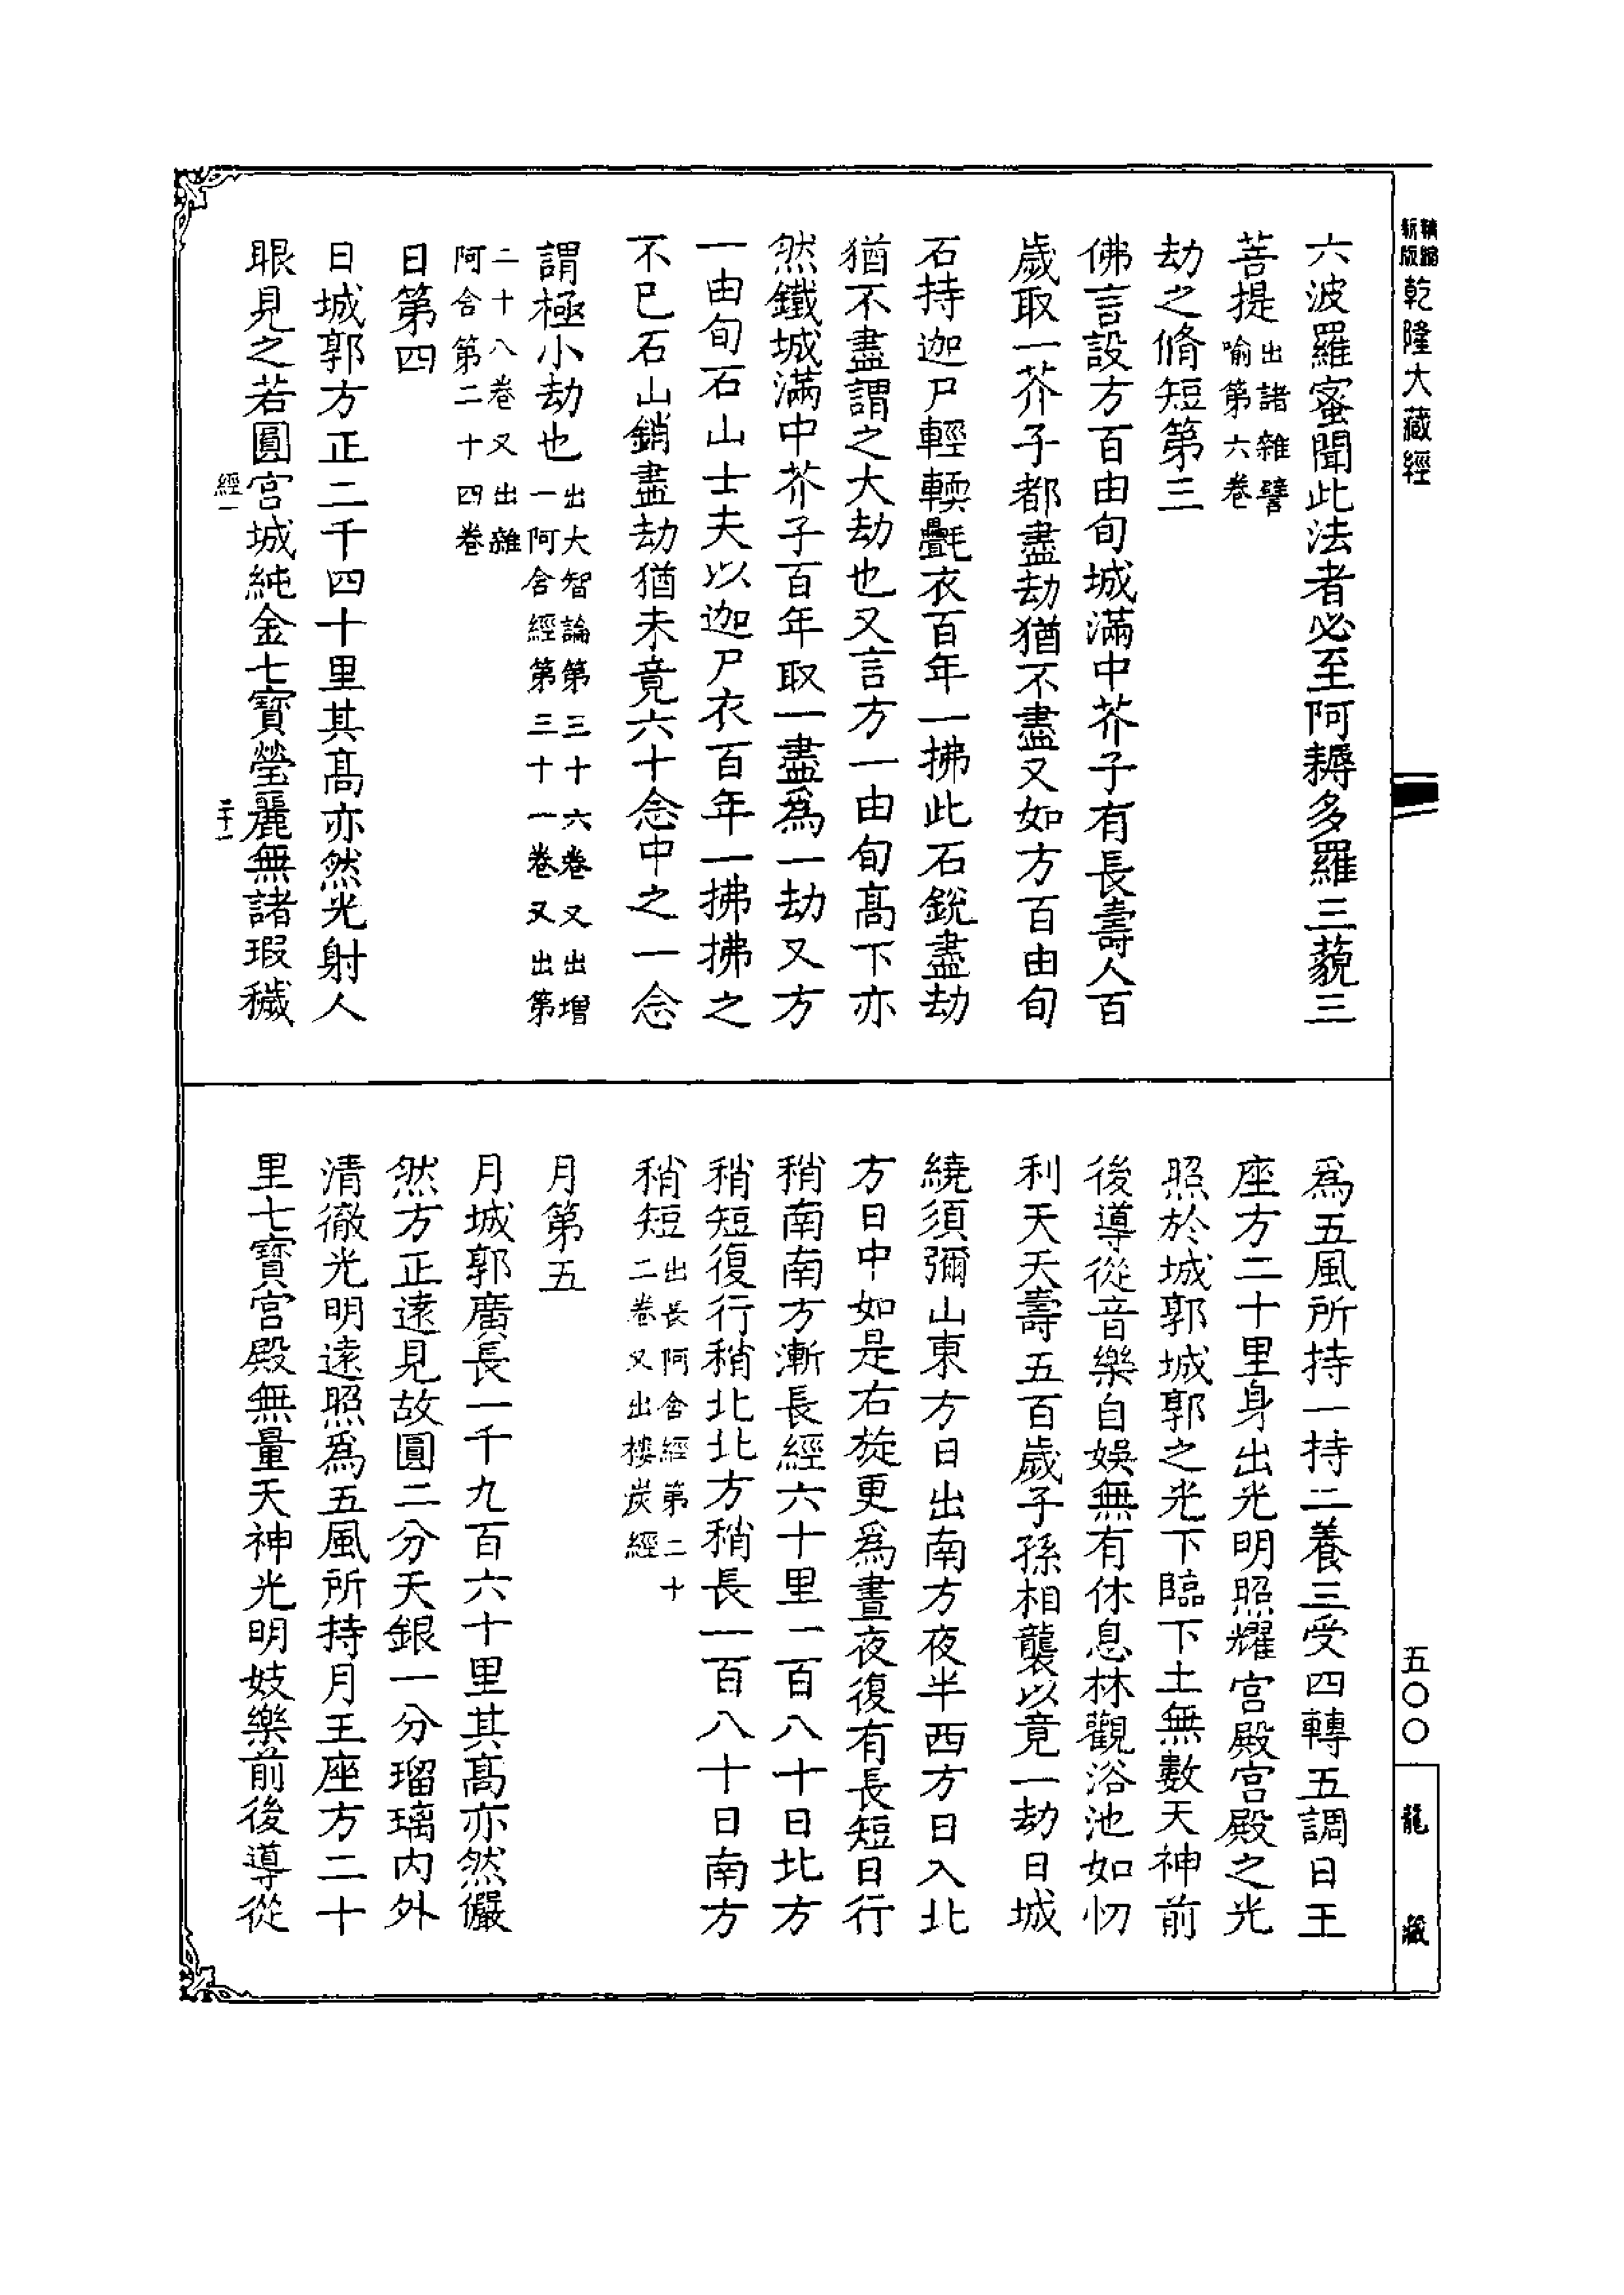 乾隆大藏經
六波羅蜜聞此法者必至阿耨多羅三藐三
菩提出諸雜譬喻第六卷
劫之脩短第三
佛言設方百由旬城滿中芥子有長壽人百
歲取一芥子都盡劫猶不盡又如方百由旬
石持迦尸輕輭㲲衣百年一拂此石銳盡劫
猶不盡謂之大劫也又言方一由旬高下亦
然鐵城滿中芥子百年取一盡爲一劫又方
一由旬石山士夫以迦尸衣百年一拂拂之
不已石山銷盡劫猶未竟六十念中之一念
謂極小劫也出大智論第三十六卷又出增一阿含經第三十一卷又出第
二十八卷又出雜阿含第二十四卷
日第四
日城郭方正二千四十里其高亦然光射人
眼見之若圓宮城純金七寶瑩麗無諸瑕穢
經一
二十二
爲五風所持一持二養三受四轉五調日王
座方二十里身出光明照耀宮殿宮殿之光
照於城郭城郭之光下臨下土無數天神前
後導從音樂自娛無有休息林觀浴池如忉
利天天壽五百歲子孫相襲以竟一劫日城
繞須彌山東方日出南方夜半西方日入北
方日中如是右旋更爲晝夜復有長短日行
稍南南方漸長經六十里一百八十日北方
稍短復行稍北北方稍長一百八十日南方
稍短出長阿含經第二十二卷又出樓炭經
月第五
月城郭廣長一千九百六十里其高亦然儼
然方正遠見故圓二分天銀一分瑠璃內外
清徹光明遠照爲五風所持月王座方二十
里七寶宮殿無量天神光明妓樂前後導從
五〇〇
龍藏